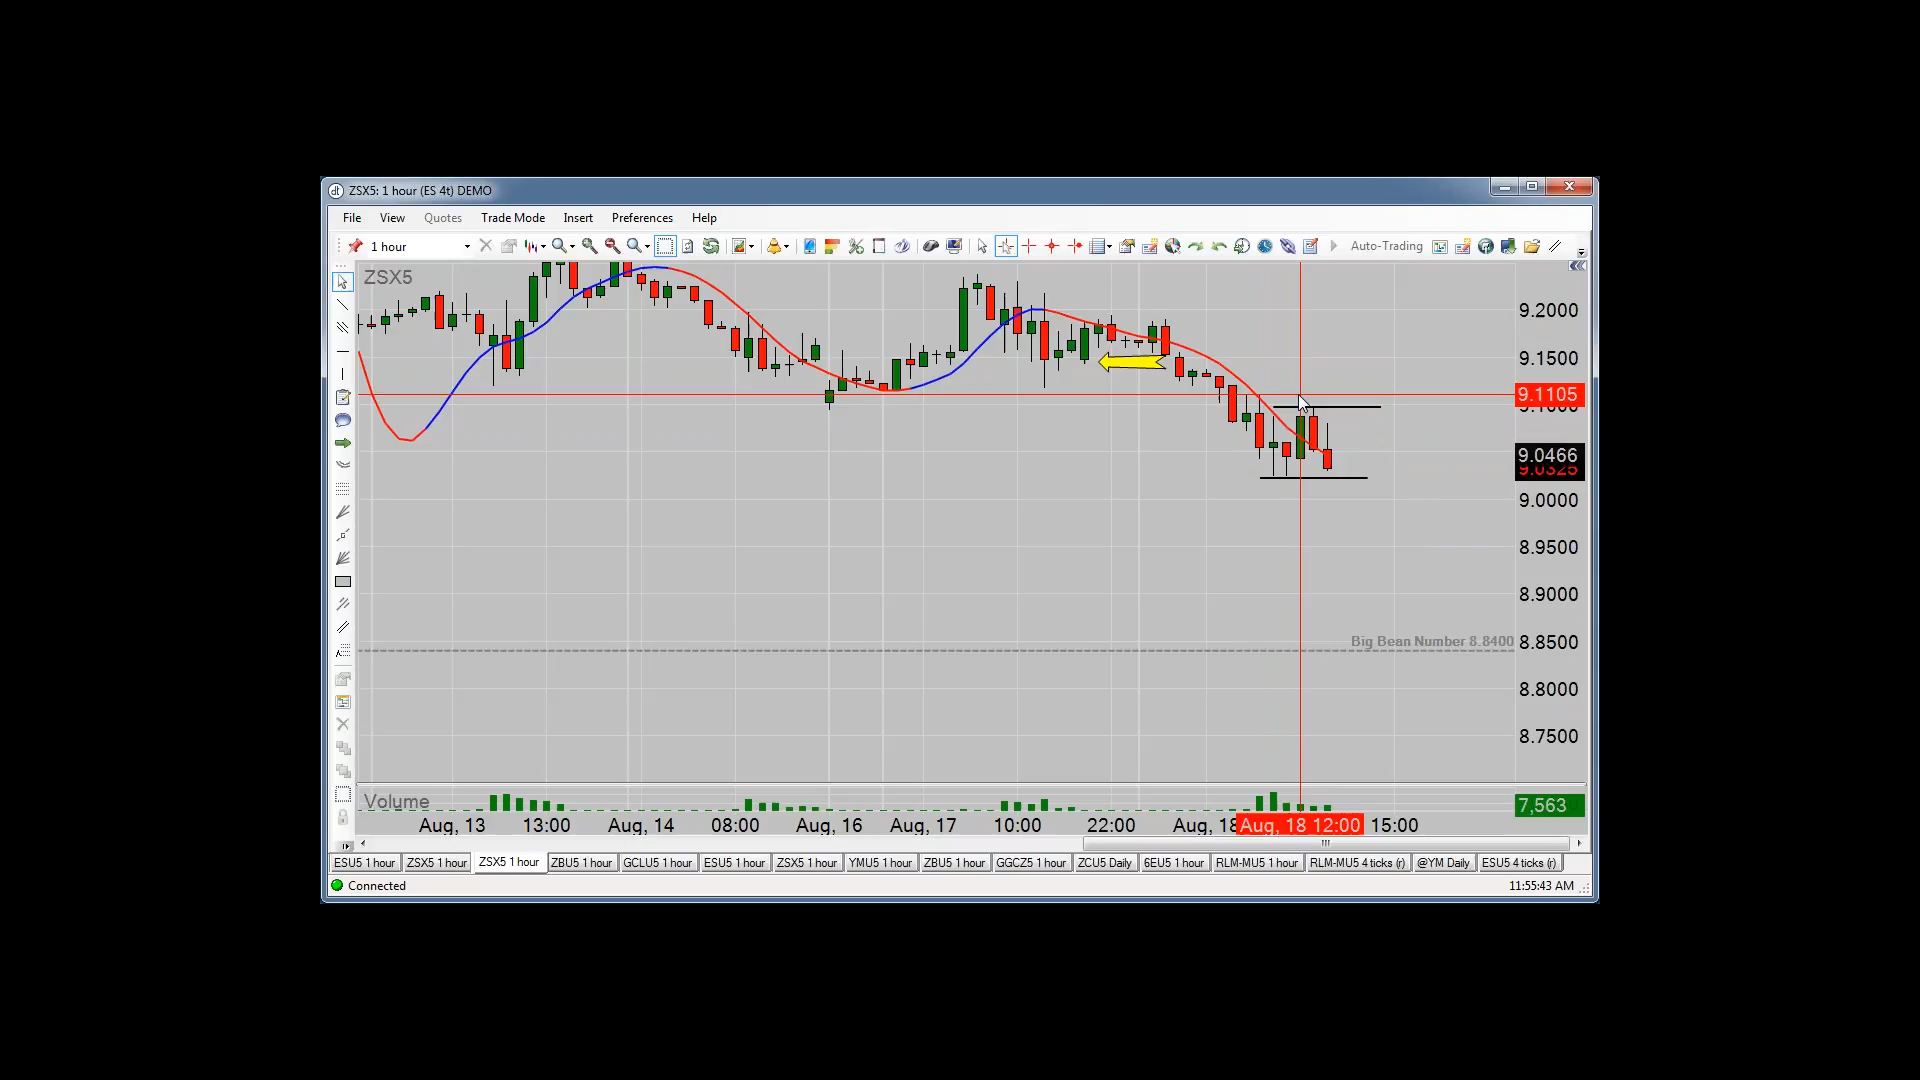 ZSX5: 1 hour (ES 4t) DEMO
File View Quotes Trade Mode Insert Preferences Help
1 hour
Auto-Trading
ZSX5
9.2000
9.1500
9.1105
9.1000
9.0466
9.0325
9.0000
8.9500
8.9000
Big Bean Number 8.8400
8.8500
8.8000
8.7500
Volume
7,563
Aug, 13 13:00 Aug, 14 08:00 Aug, 16 Aug, 17 10:00 22:00 Aug, 18 Aug, 18 12:00 15:00
ESU5 1 hour ZSX5 1 hour ZSX5 1 hour ZBU5 1 hour GCLU5 1 hour ESU5 1 hour ZSX5 1 hour YMU5 1 hour ZBU5 1 hour GGCZ5 1 hour ZCU5 Daily 6EU5 1 hour RLM-MU5 1 hour RLM-MU5 4 ticks (r) @YM Daily ESU5 4 ticks (r)
Connected
11:55:43 AM